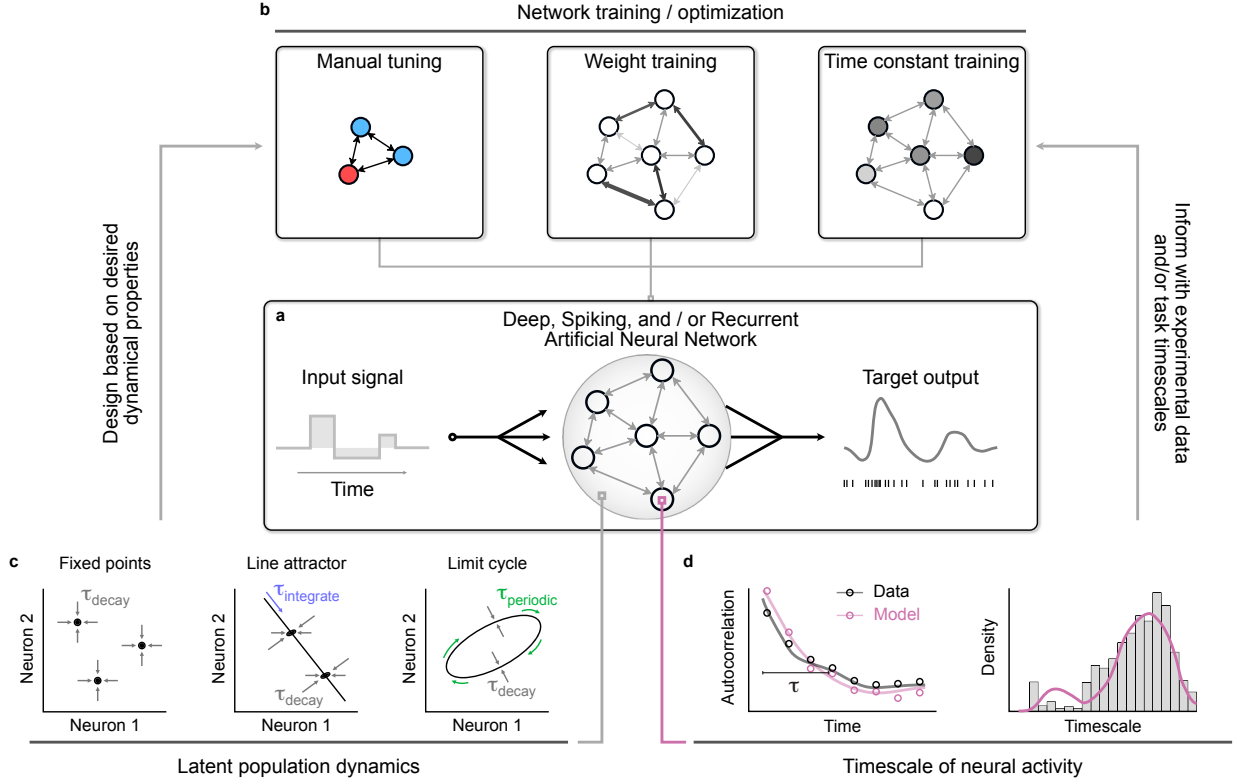 b
Network training / optimization
Manual tuning
Weight training
Time constant training
Design based on desired
dynamical properties
Inform with experimental data
and/or task timescales
a
Deep, Spiking, and / or Recurrent
Artificial Neural Network
Input signal
Time
Target output
c
Fixed points
τdecay
Neuron 2
Neuron 1
Line attractor
τintegrate
τdecay
Neuron 2
Neuron 1
Limit cycle
τperiodic
τdecay
Neuron 2
Neuron 1
Latent population dynamics
d
Data
Model
τ
Autocorrelation
Time
Density
Timescale
Timescale of neural activity